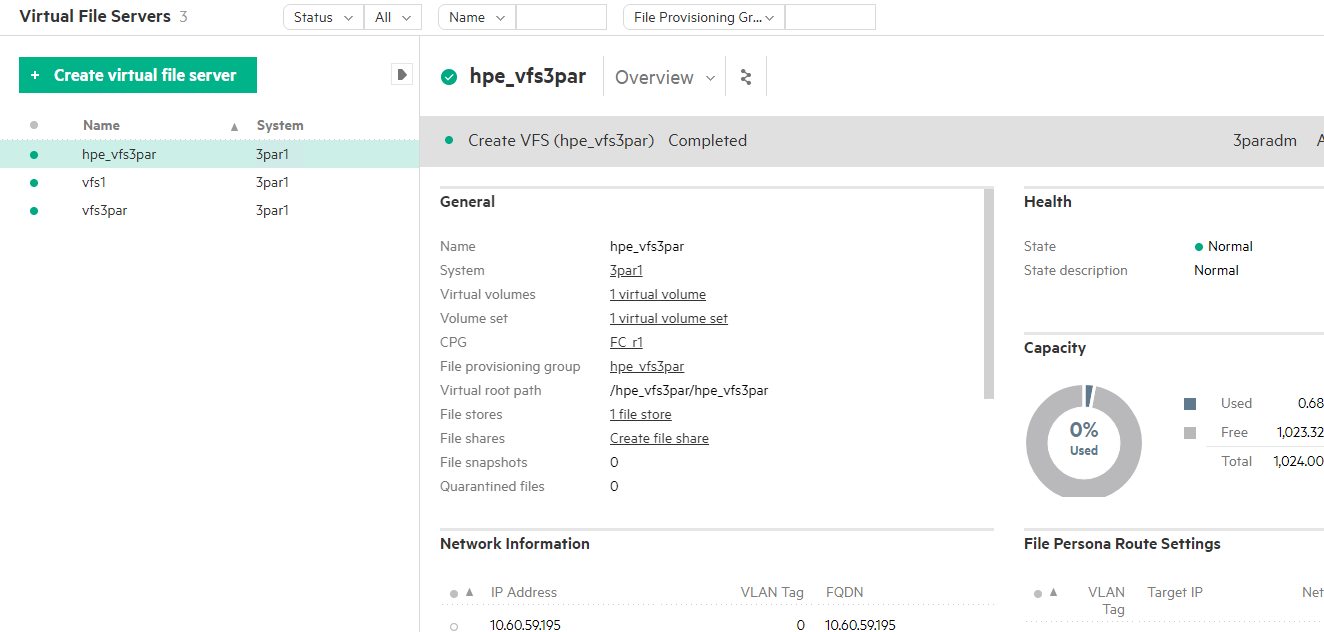 Virtual File Servers 3 Status All Name File Provisioning Gr...
+ Create virtual file server
hpe_vfs3par Overview
Name System
hpe_vfs3par 3par1
vfs1 3par1
vfs3par 3par1
Create VFS (hpe_vfs3par) Completed 3paradm A
General
Name hpe_vfs3par
System 3par1
Virtual volumes 1 virtual volume
Volume set 1 virtual volume set
CPG FC_r1
File provisioning group hpe_vfs3par
Virtual root path /hpe_vfs3par/hpe_vfs3par
File stores 1 file store
File shares Create file share
File snapshots 0
Quarantined files 0
Health
State Normal
State description Normal
Capacity
0%
Used
Used 0.68
Free 1,023.32
Total 1,024.00
Network Information
IP Address VLAN Tag FQDN
10.60.59.195 0 10.60.59.195
File Persona Route Settings
VLAN Tag Target IP Net